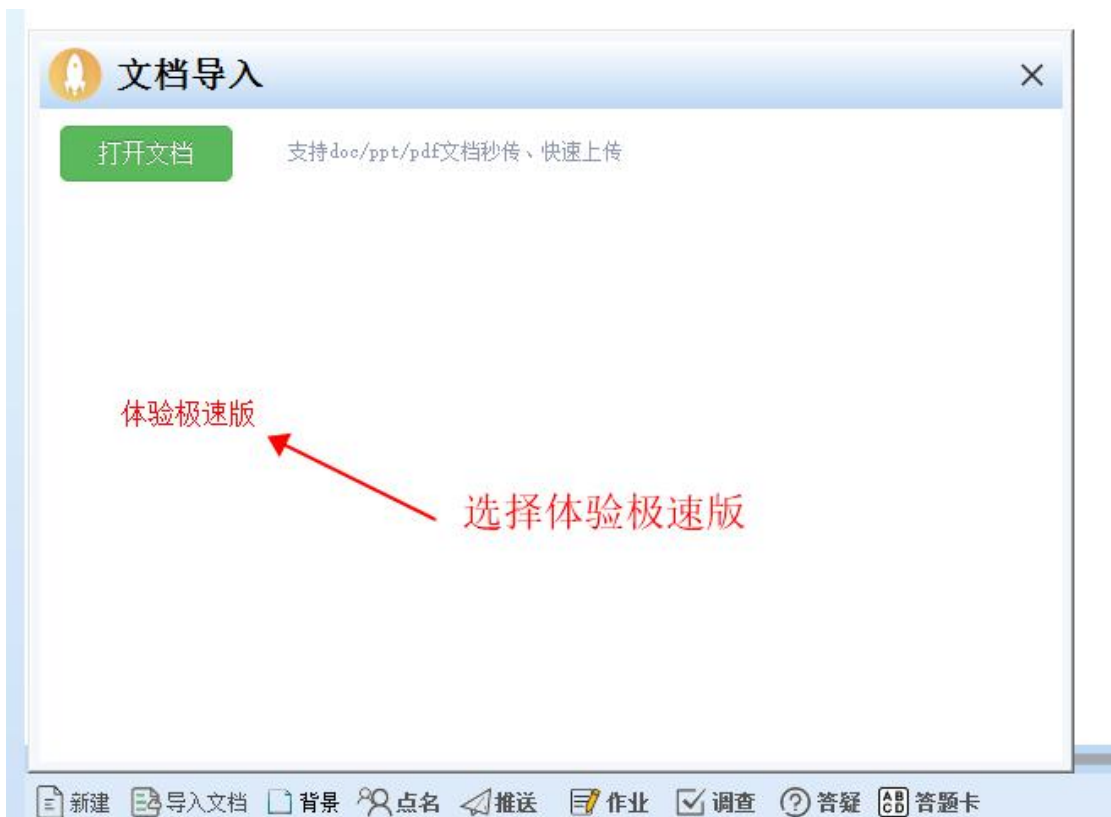 文档导入
打开文档 支持doc/ppt/pdf文档秒传、快速上传
体验极速版
选择体验极速版
新建 导入文档 背景 点名 推送 作业 调查 答疑 ABCD 答题卡